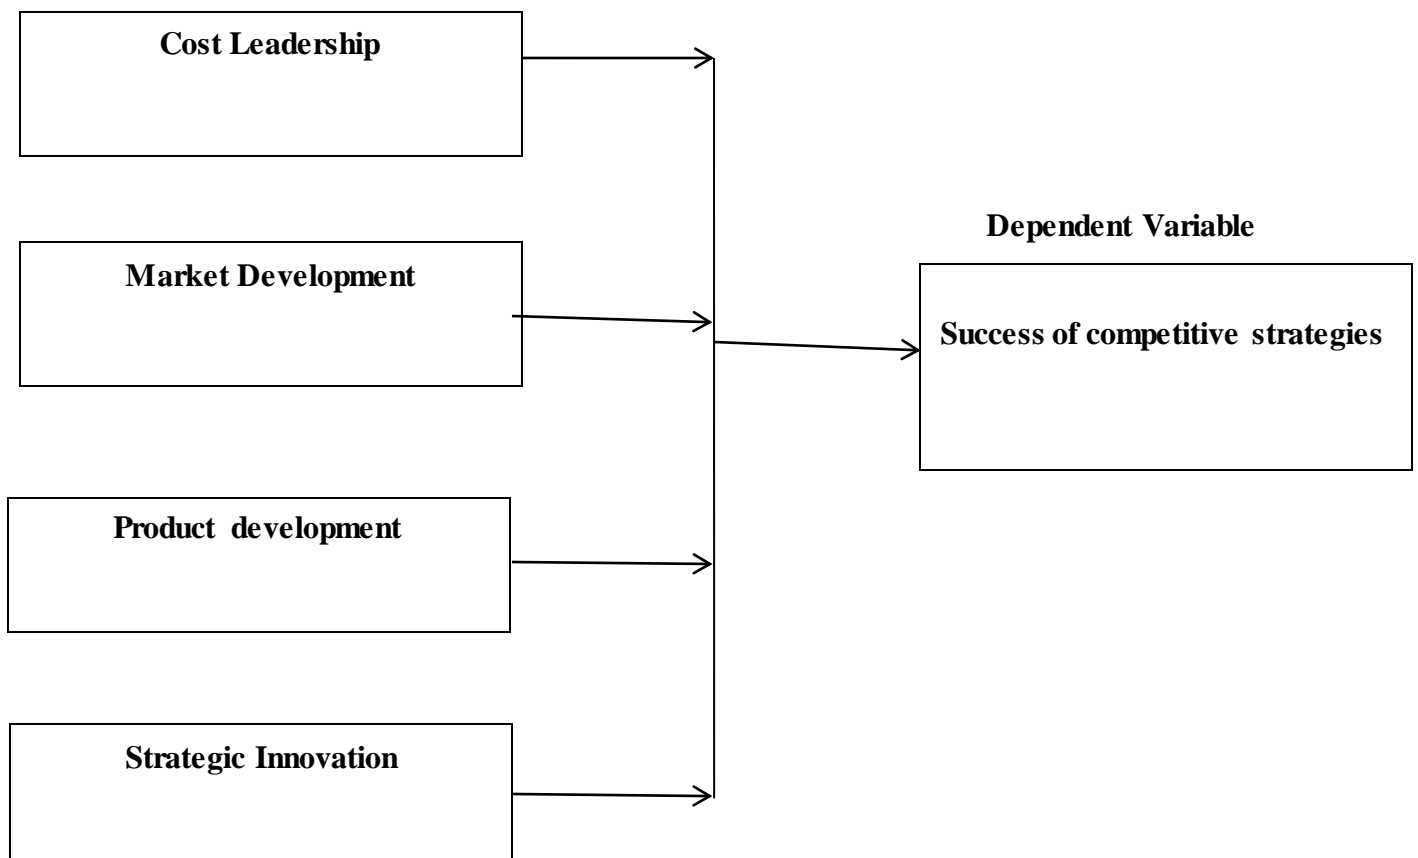 Cost Leadership
Market Development
Product development
Strategic Innovation
Dependent Variable
Success of competitive strategies